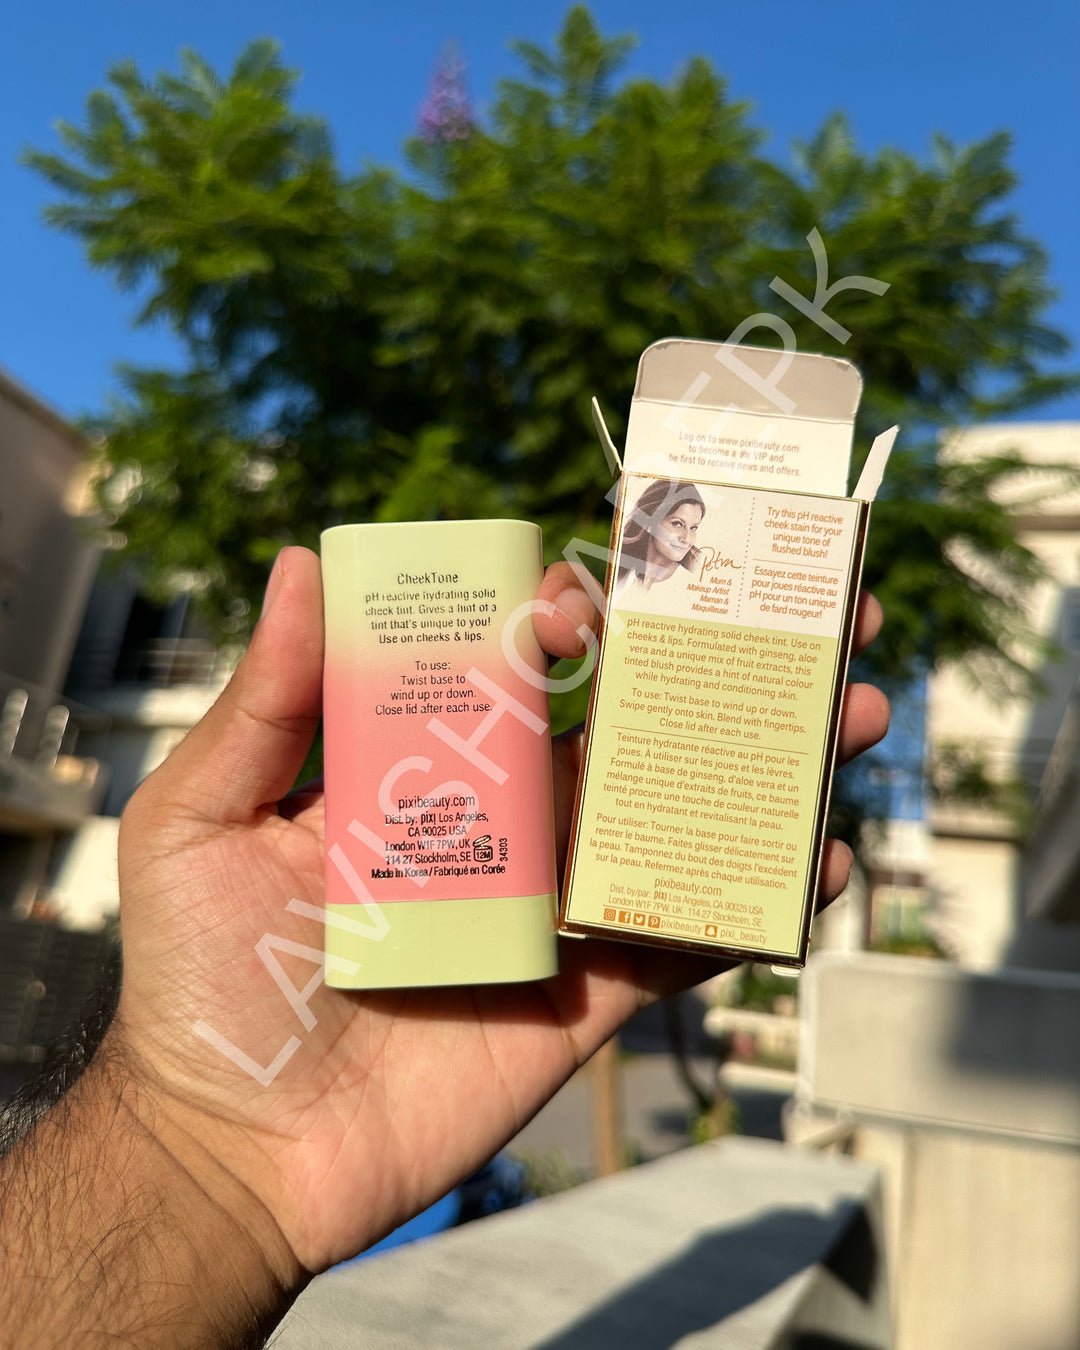 CheekTone
pH reactive hydrating solid
cheek tint. Gives a hint of a
tint that's unique to you!
Use on cheeks & lips.
To use:
Twist base to
wind up or down.
Close lid after each use.
pixibeauty.com
Dist. by: pixi Los Angeles,
CA 90025 USA
London W1F 7PW, UK
114 27 Stockholm, SE
12M
34303
Made in Korea / Fabriqué en Corée
Log on to www.pixibeauty.com
to become a pixi VIP and
be first to receive news and offers.
Petra
Mum &
Makeup Artist
Maman &
Maquilleuse
Try this pH reactive
cheek stain for your
unique tone of
flushed blush!
Essayez cette teinture
pour joues réactive au
pH pour un ton unique
de fard rougeur!
pH reactive hydrating solid cheek tint. Use on
cheeks & lips. Formulated with ginseng, aloe
vera and a unique mix of fruit extracts, this
tinted blush provides a hint of natural colour
while hydrating and conditioning skin.
To use: Twist base to wind up or down.
Swipe gently onto skin. Blend with fingertips.
Close lid after each use.
Teinture hydratante réactive au pH pour les
joues. À utiliser sur les joues et les lèvres.
Formulé à base de ginseng, d'aloe vera et un
mélange unique d'extraits de fruits, ce baume
teinté procure une touche de couleur naturelle
tout en hydratant et revitalisant la peau.
Pour utiliser: Tourner la base pour faire sortir ou
rentrer le baume. Faites glisser délicatement sur
la peau. Tamponnez du bout des doigts l'excédent
sur la peau. Refermez après chaque utilisation.
pixibeauty.com
Dist. by/par: pixi Los Angeles, CA 90025 USA
London W1F 7PW, UK 114 27 Stockholm, SE
pixibeauty pixi_beauty
LAVISHCAREPK